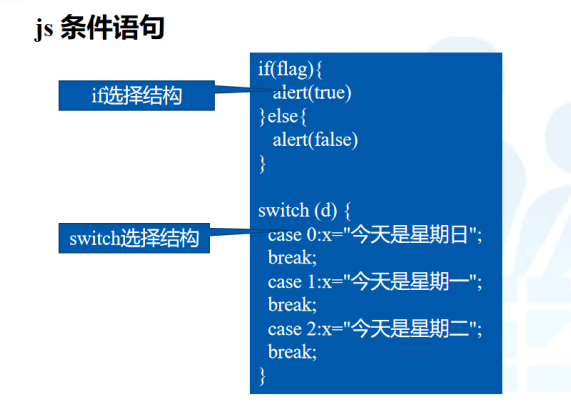 js 条件语句
if选择结构
if(flag){
alert(true)
}else{
alert(false)
}
switch选择结构
switch (d) {
case 0:x="今天是星期日";
break;
case 1:x="今天是星期一";
break;
case 2:x="今天是星期二";
break;
}